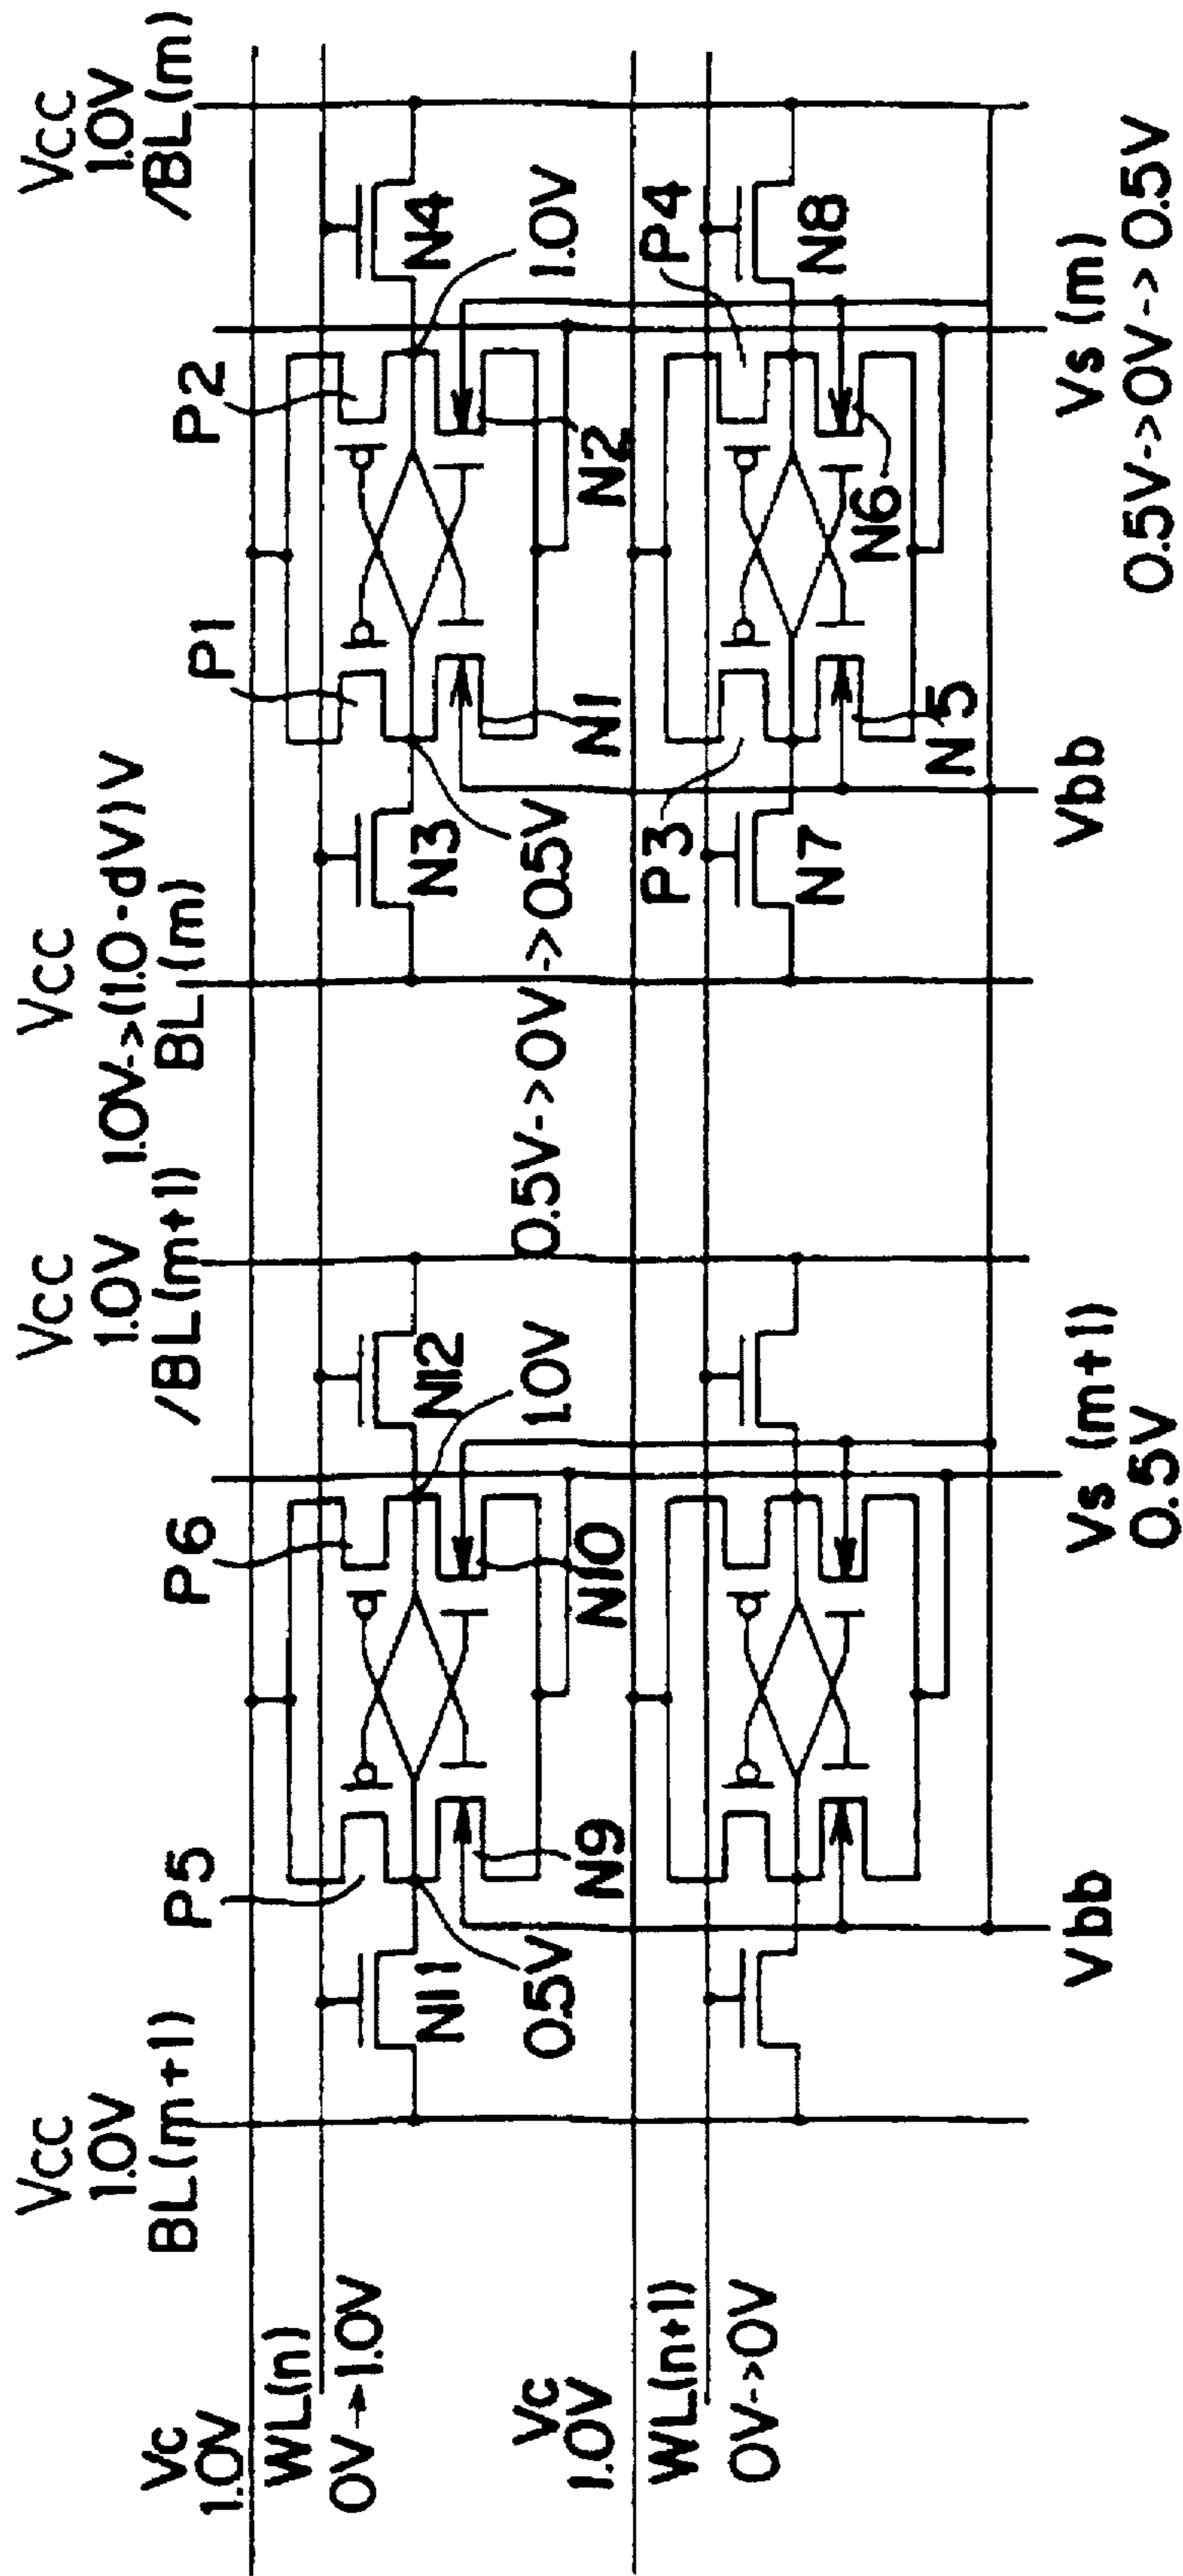 Vcc
1.0V
BL(m+1)
Vcc
1.0V
/BL(m+1)
Vcc
1.0V->(1.0-dV)V
BL(m)
Vcc
1.0V
/BL(m)
Vc
1.0V
WL(n)
0V→1.0V
P5
P6
P1
P2
N11
N12
N3
N4
0.5V
N9
N10
1.0V
0.5V->0V->0.5V
N1
N2
1.0V
Vc
1.0V
WL(n+1)
0V->0V
P3
P4
N7
N8
N5
N6
Vbb
Vs (m+1)
0.5V
Vbb
Vs (m)
0.5V->0V->0.5V